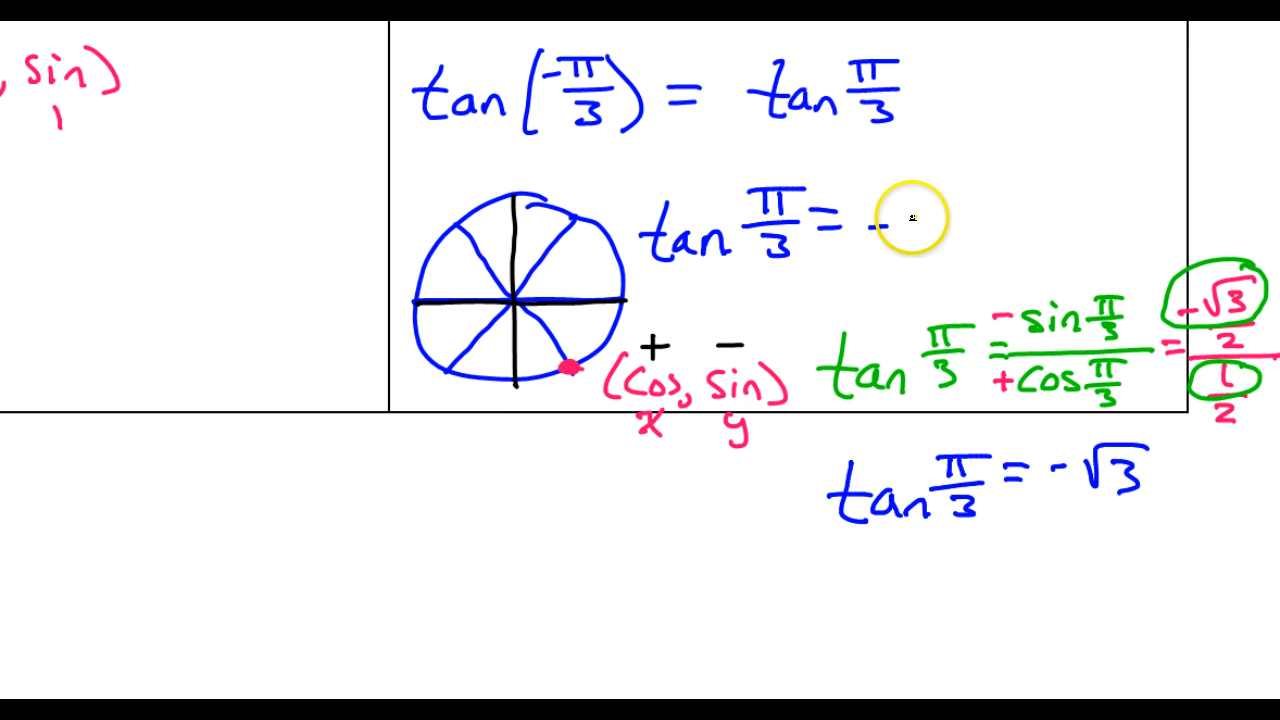 , sin)
1
tan(-π/3) = tan π/3
tan π/3 = -
+ -
(cos, sin)
x y
tan π/3 = -sin π/3 / +cos π/3 = -√3/2 / 1/2
tan π/3 = -√3